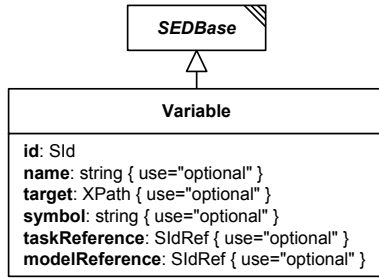 SEDBase
Variable
id: SId
name: string { use="optional" }
target: XPath { use="optional" }
symbol: string { use="optional" }
taskReference: SIdRef { use="optional" }
modelReference: SIdRef { use="optional" }